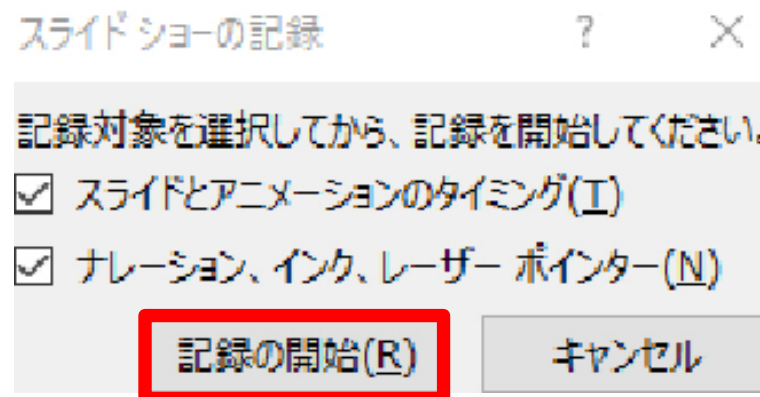 スライド ショーの記録 ? ×
記録対象を選択してから、記録を開始してください。
スライドとアニメーションのタイミング(T)
ナレーション、インク、レーザー ポインター(N)
記録の開始(R) キャンセル